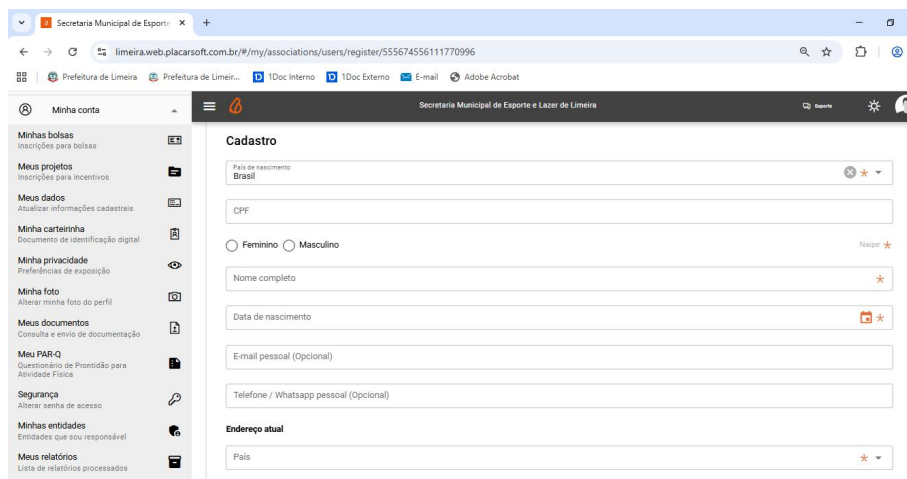 Secretaria Municipal de Esporte
limeira.web.placarsoft.com.br/#/my/associations/users/register/555674556111770996
Prefeitura de Limeira
Prefeitura de Limeir...
1Doc Interno
1Doc Externo
E-mail
Adobe Acrobat
Minha conta
Secretaria Municipal de Esporte e Lazer de Limeira
Suporte
Minhas bolsas
Inscrições para bolsas
Meus projetos
Inscrições para incentivos
Meus dados
Atualizar informações cadastrais
Minha carteirinha
Documento de identificação digital
Minha privacidade
Preferências de exposição
Minha foto
Alterar minha foto do perfil
Meus documentos
Consulta e envio de documentação
Meu PAR-Q
Questionário de Prontidão para
Atividade Física
Segurança
Alterar senha de acesso
Minhas entidades
Entidades que sou responsável
Meus relatórios
Lista de relatórios processados
Cadastro
País de nascimento
Brasil
CPF
Feminino Masculino
Naipe
Nome completo
Data de nascimento
E-mail pessoal (Opcional)
Telefone / Whatsapp pessoal (Opcional)
Endereço atual
País